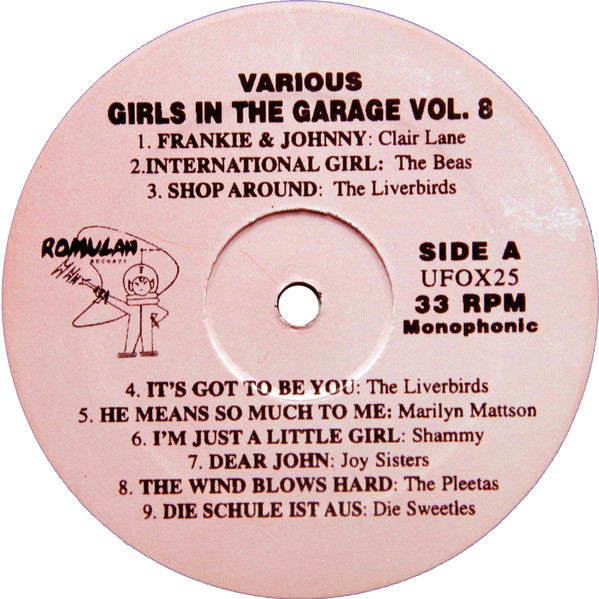 VARIOUS
GIRLS IN THE GARAGE VOL. 8
1. FRANKIE & JOHNNY: Clair Lane
2.INTERNATIONAL GIRL: The Beas
3. SHOP AROUND: The Liverbirds
ROMULAN
RECORDS
SIDE A
UFOX25
33 RPM
Monophonic
4. IT'S GOT TO BE YOU: The Liverbirds
5. HE MEANS SO MUCH TO ME: Marilyn Mattson
6. I'M JUST A LITTLE GIRL: Shammy
7. DEAR JOHN: Joy Sisters
8. THE WIND BLOWS HARD: The Pleetas
9. DIE SCHULE IST AUS: Die Sweetles